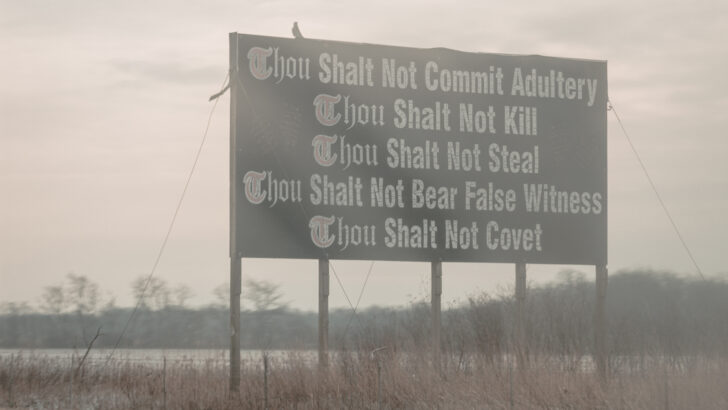 Thou Shalt Not Commit Adultery
Thou Shalt Not Kill
Thou Shalt Not Steal
Thou Shalt Not Bear False Witness
Thou Shalt Not Covet